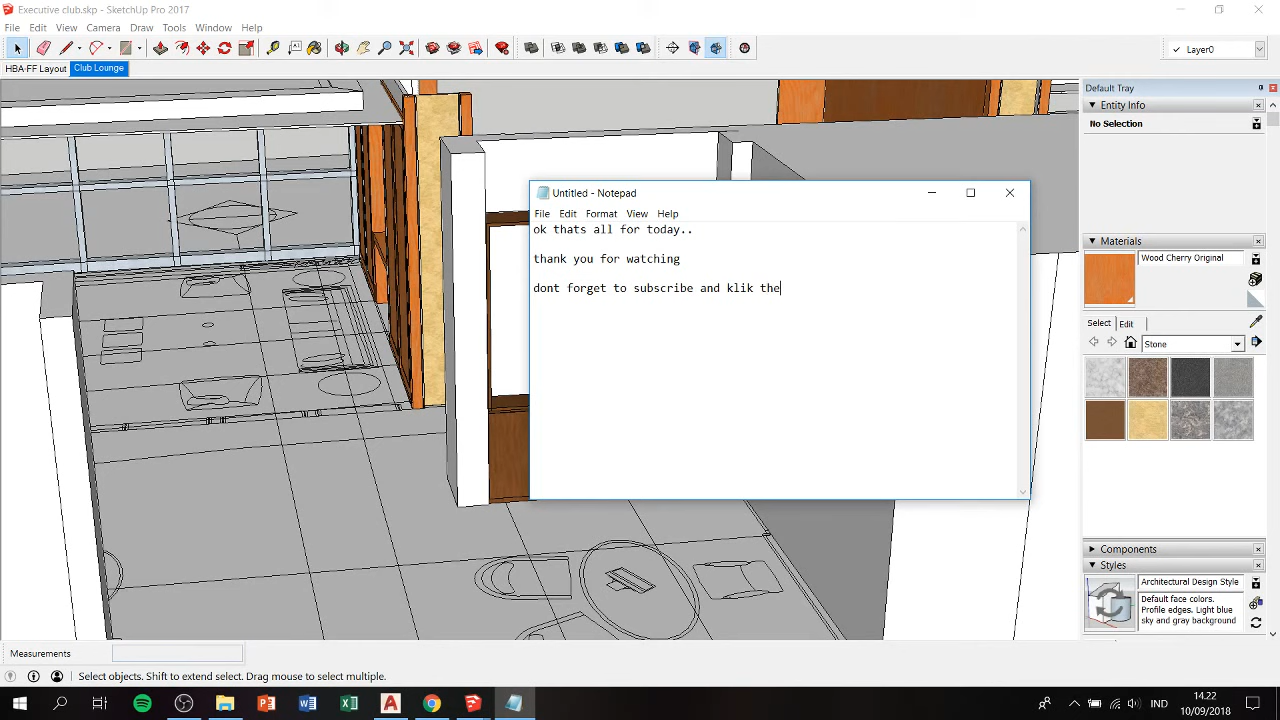 Executive club.skp - SketchUp Pro 2017
File Edit View Camera Draw Tools Window Help
Layer0
HBA-FF Layout Club Lounge
Default Tray
Entity Info
No Selection
Untitled - Notepad
File Edit Format View Help
ok thats all for today..
thank you for watching
dont forget to subscribe and klik the
Materials
Wood Cherry Original
Select Edit
Stone
Components
Styles
Architectural Design Style
Default face colors.
Profile edges. Light blue
sky and gray background
Measurements
Select objects. Shift to extend select. Drag mouse to select multiple.
IND
14.22
10/09/2018